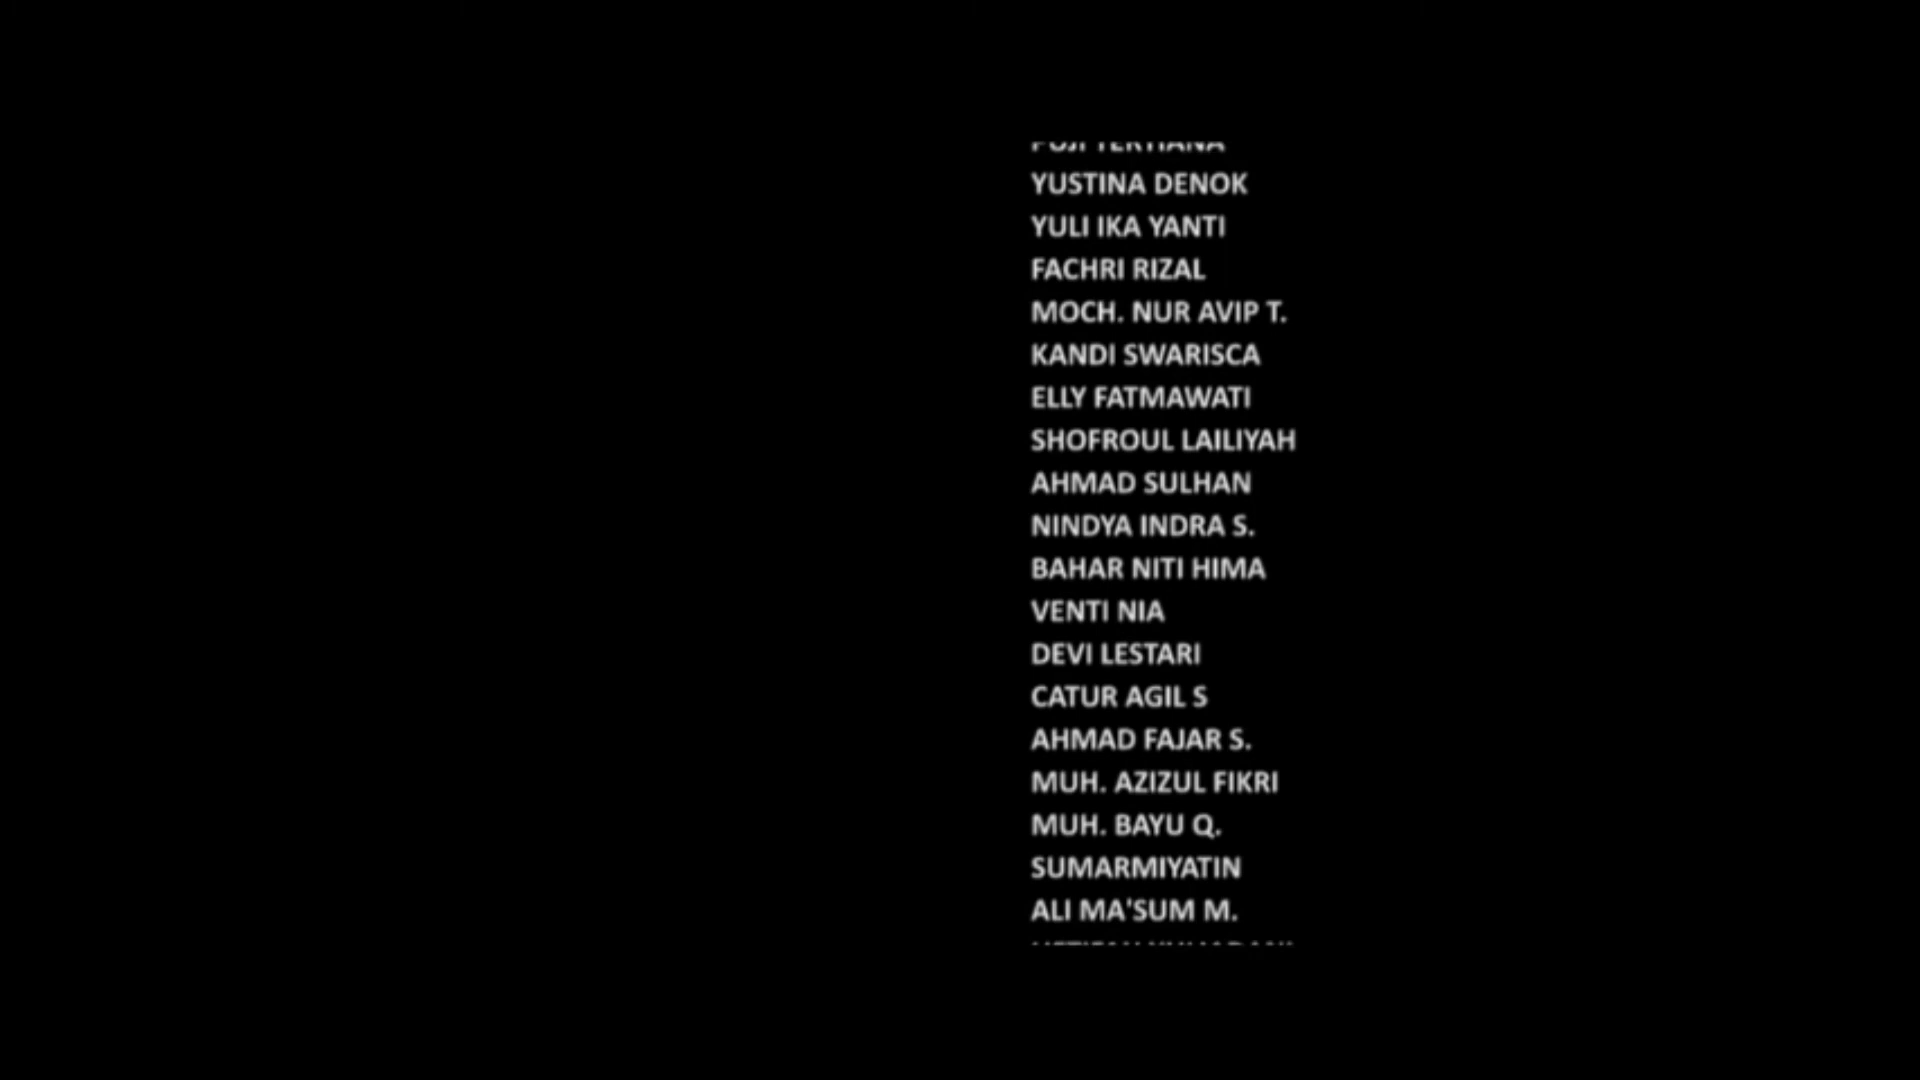 PUJI TERTIANA
YUSTINA DENOK
YULI IKA YANTI
FACHRI RIZAL
MOCH. NUR AVIP T.
KANDI SWARISCA
ELLY FATMAWATI
SHOFROUL LAILIYAH
AHMAD SULHAN
NINDYA INDRA S.
BAHAR NITI HIMA
VENTI NIA
DEVI LESTARI
CATUR AGIL S
AHMAD FAJAR S.
MUH. AZIZUL FIKRI
MUH. BAYU Q.
SUMARMIYATIN
ALI MA'SUM M.